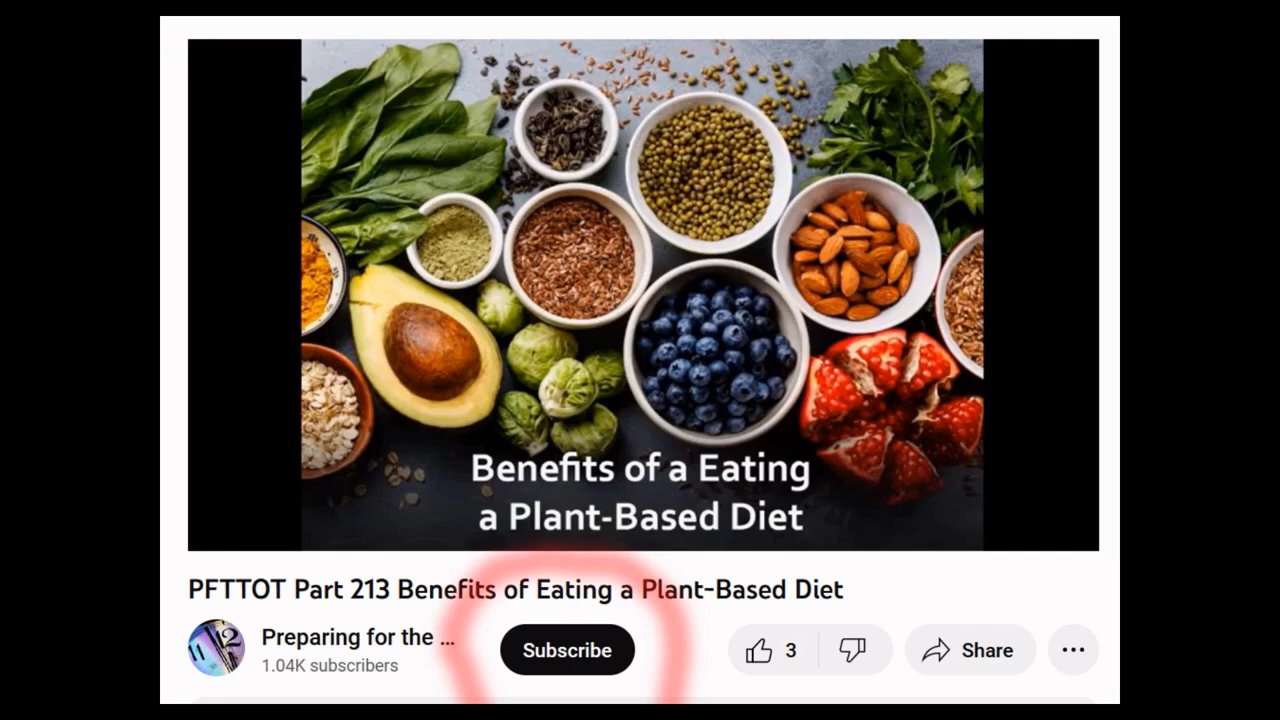 Benefits of a Eating
a Plant-Based Diet
PFTTOT Part 213 Benefits of Eating a Plant-Based Diet
Preparing for the ...
1.04K subscribers
Subscribe
3
Share